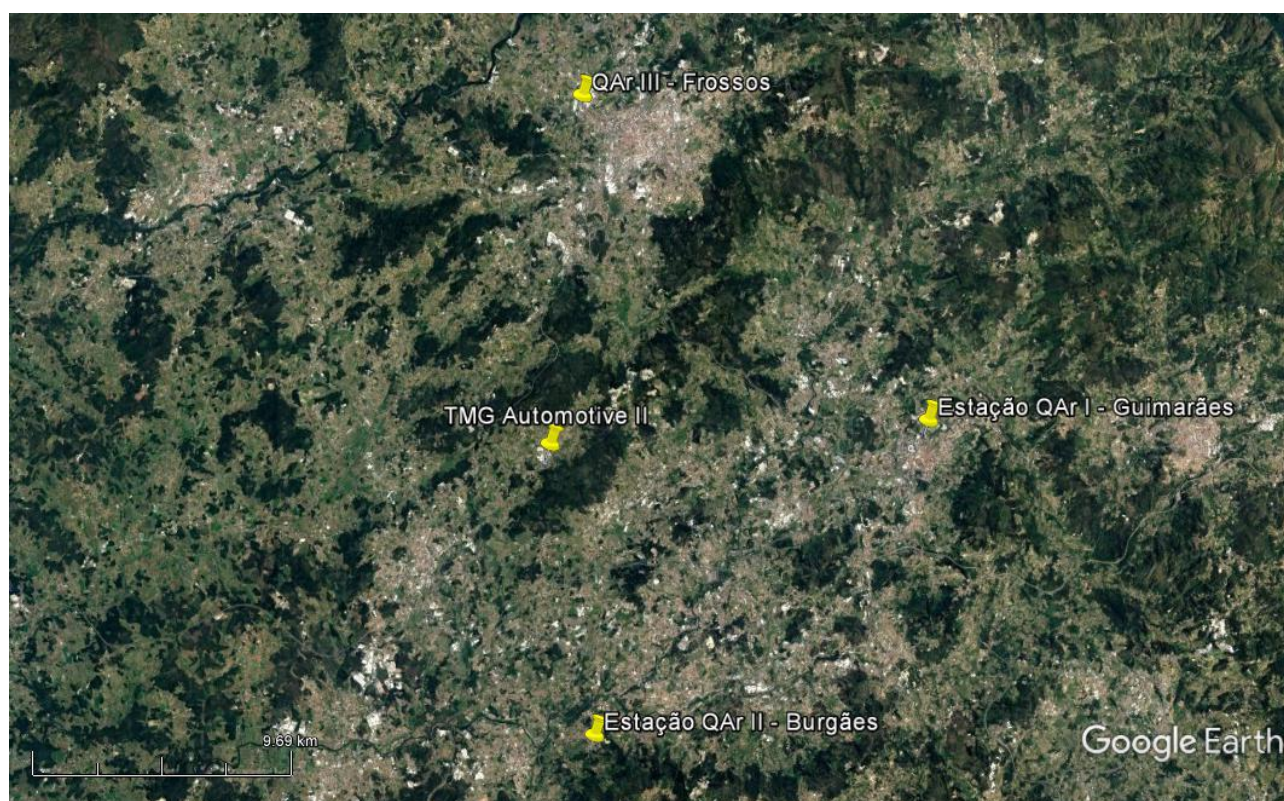 QAr III - Frossos
TMG Automotive II
Estação QAr I - Guimarães
Estação QAr II - Burgães
9.69 km
Google Earth